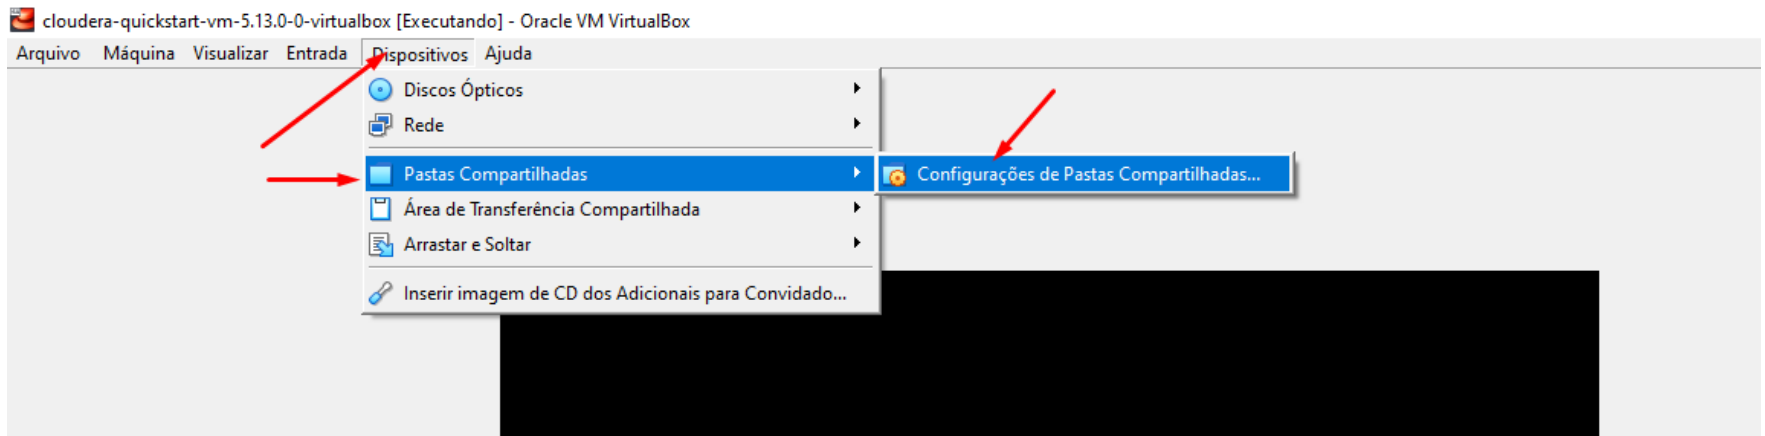 cloudera-quickstart-vm-5.13.0-0-virtualbox [Executando] - Oracle VM VirtualBox
Arquivo Máquina Visualizar Entrada Dispositivos Ajuda
Discos Ópticos
Rede
Pastas Compartilhadas
Configurações de Pastas Compartilhadas...
Área de Transferência Compartilhada
Arrastar e Soltar
Inserir imagem de CD dos Adicionais para Convidado...